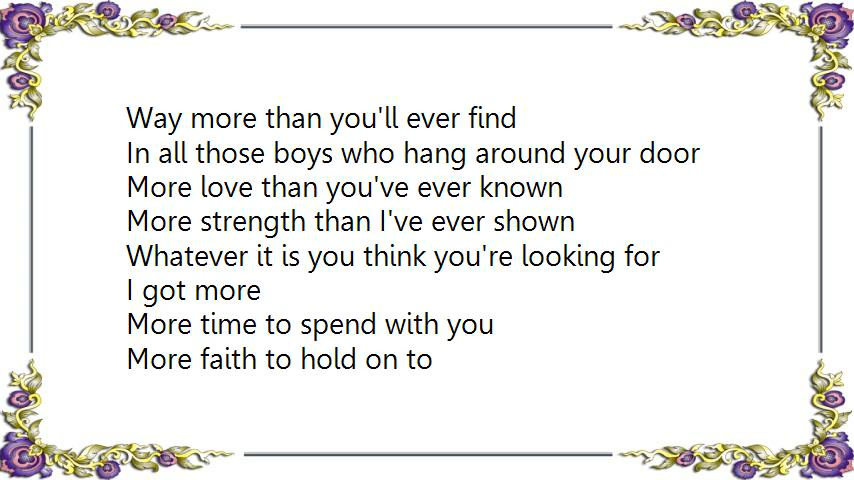 Way more than you'll ever find
In all those boys who hang around your door
More love than you've ever known
More strength than I've ever shown
Whatever it is you think you're looking for
I got more
More time to spend with you
More faith to hold on to